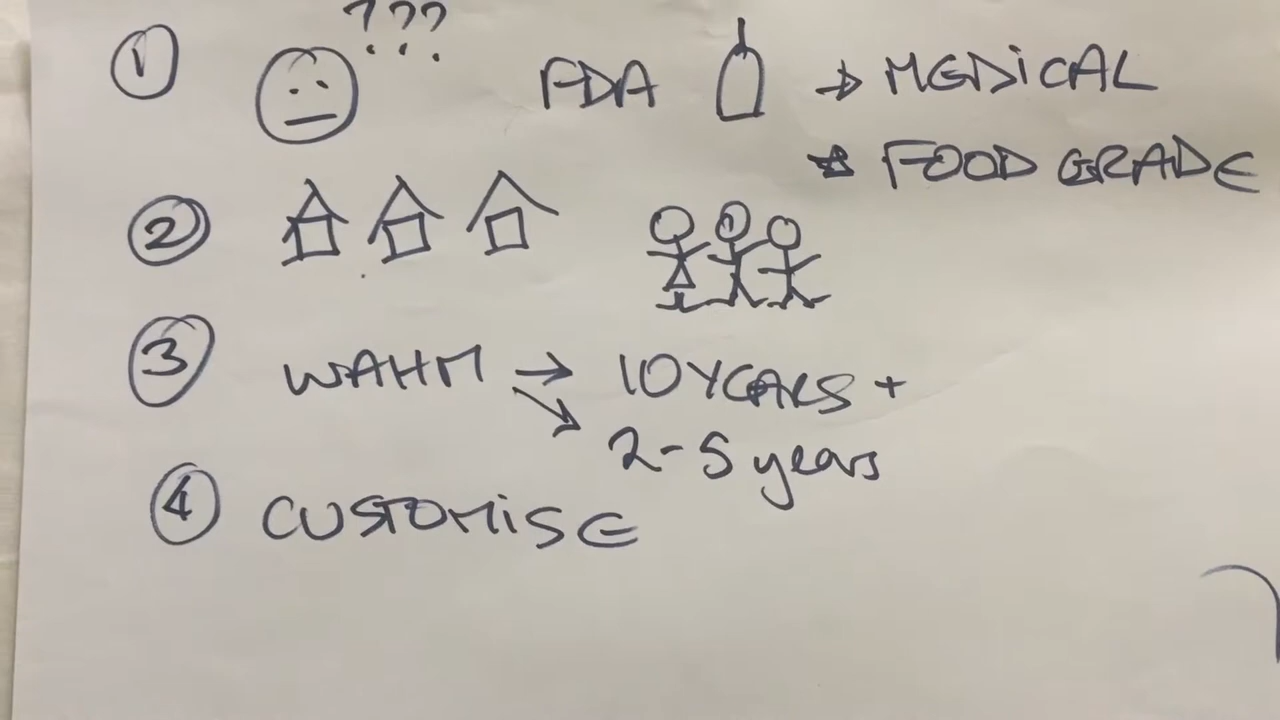 ① ??? FDA → MEDICAL
FOOD GRADE
②
③ WAHM → 10 YEARS +
2-5 years
④ CUSTOMISE